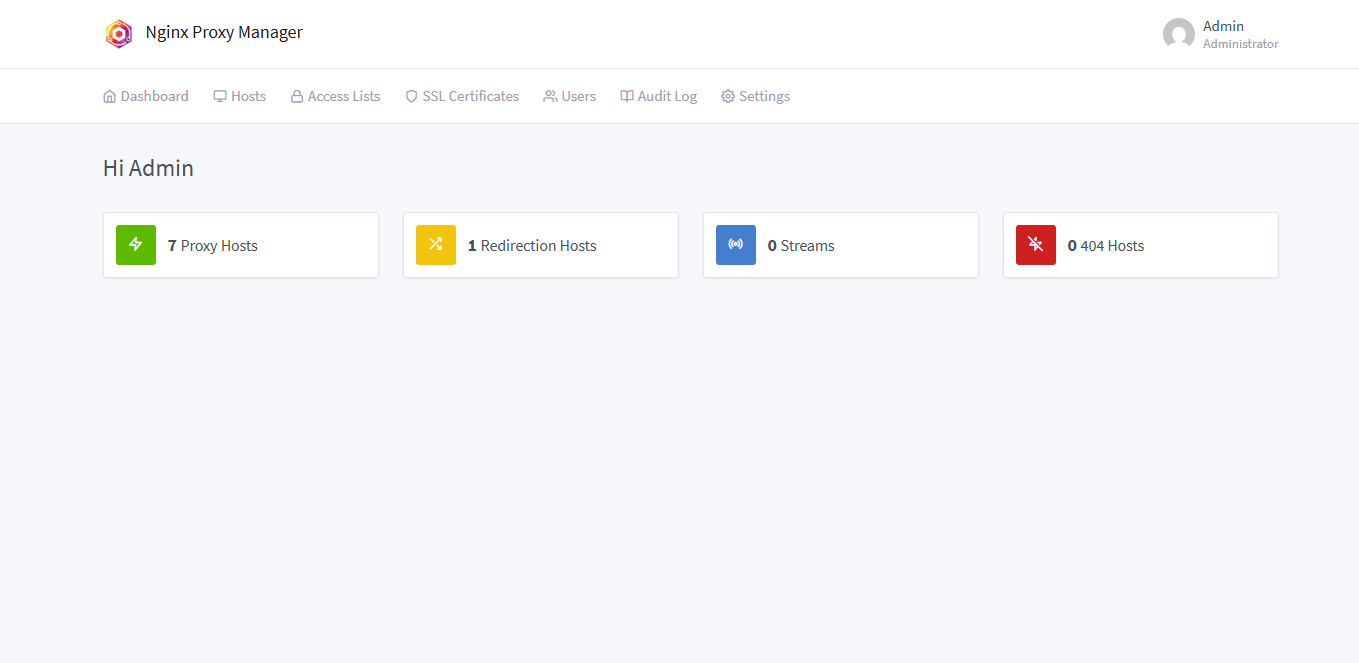 Nginx Proxy Manager
Admin
Administrator
Dashboard Hosts Access Lists SSL Certificates Users Audit Log Settings
Hi Admin
7 Proxy Hosts
1 Redirection Hosts
0 Streams
0 404 Hosts